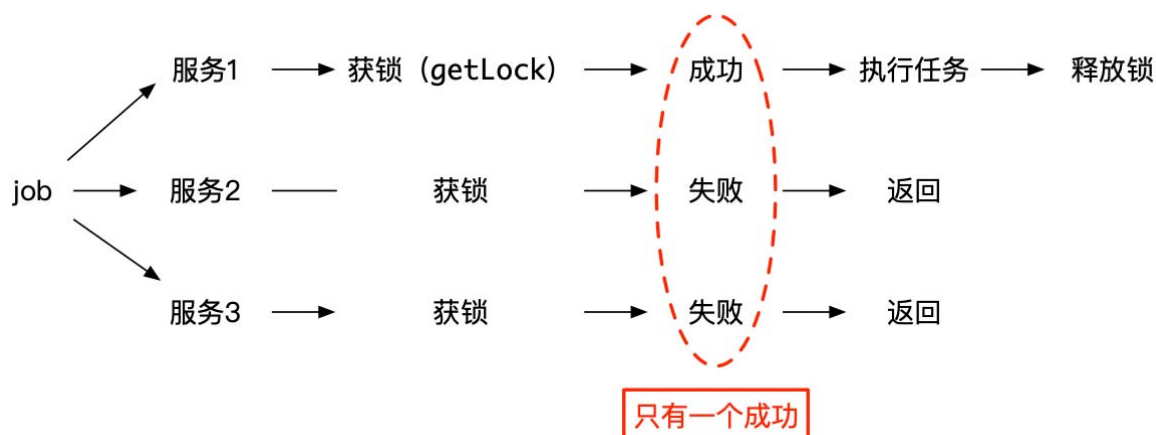 服务1 获锁（getLock） 成功 执行任务 释放锁
job 服务2 获锁 失败 返回
服务3 获锁 失败 返回
只有一个成功